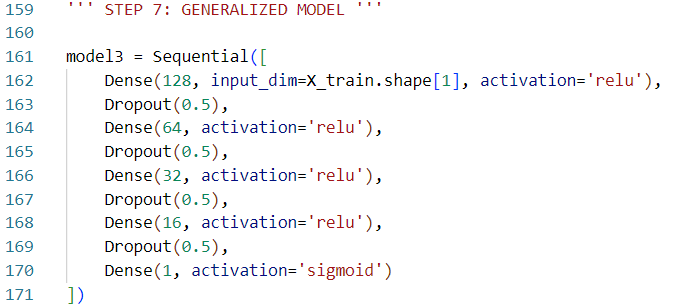 159 ''' STEP 7: GENERALIZED MODEL '''
160
161 model3 = Sequential([
162     Dense(128, input_dim=X_train.shape[1], activation='relu'),
163     Dropout(0.5),
164     Dense(64, activation='relu'),
165     Dropout(0.5),
166     Dense(32, activation='relu'),
167     Dropout(0.5),
168     Dense(16, activation='relu'),
169     Dropout(0.5),
170     Dense(1, activation='sigmoid')
171 ])